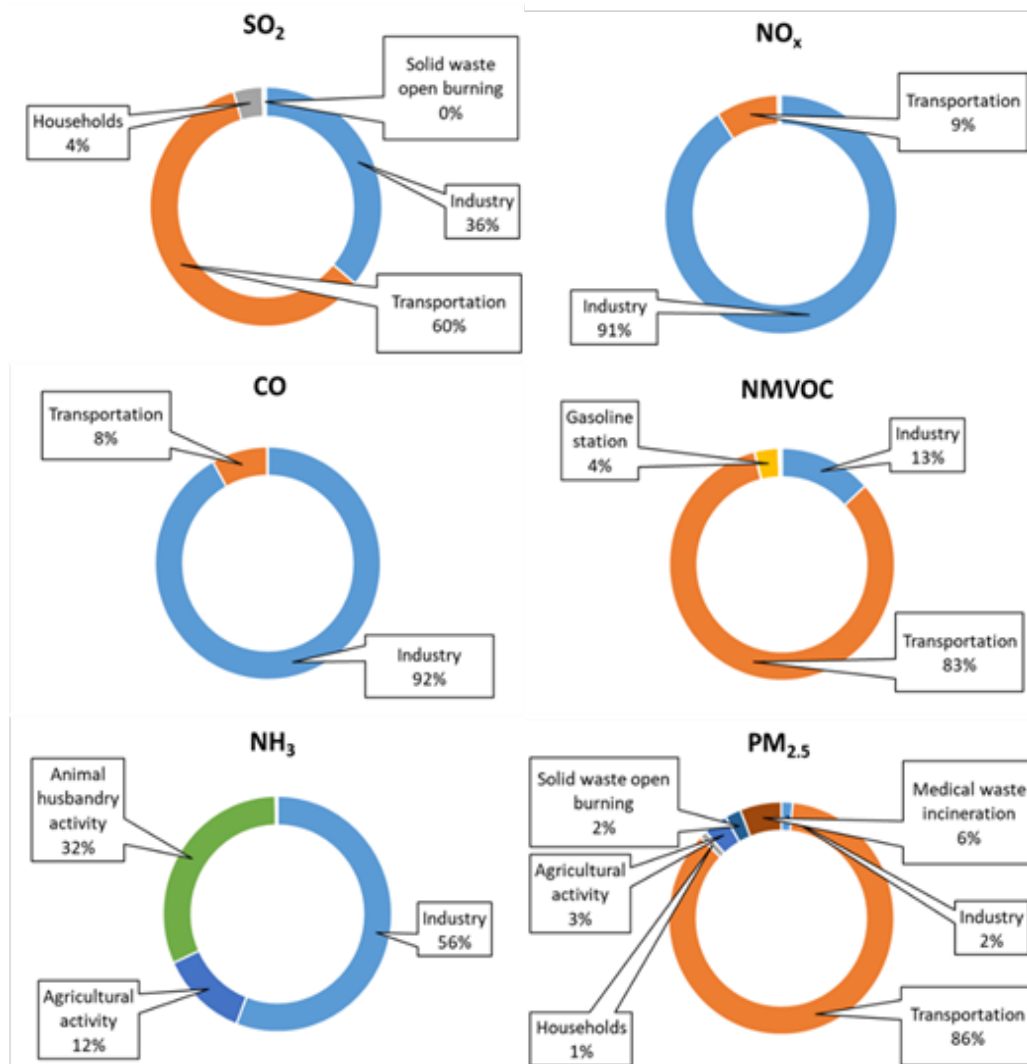 SO2
Solid waste
open burning
0%
Households
4%
Industry
36%
Transportation
60%
NOx
Transportation
9%
Industry
91%
CO
Transportation
8%
Industry
92%
NMVOC
Gasoline
station
4%
Industry
13%
Transportation
83%
NH3
Animal
husbandry
activity
32%
Industry
56%
Agricultural
activity
12%
PM2.5
Solid waste open
burning
2%
Medical waste
incineration
6%
Agricultural
activity
3%
Industry
2%
Households
1%
Transportation
86%